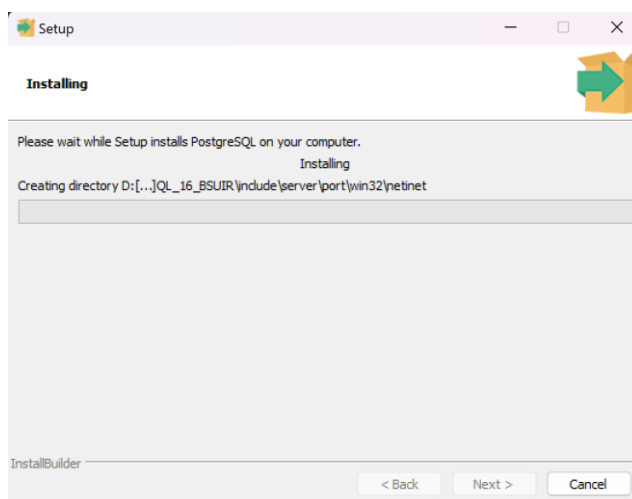 Setup
Installing
Please wait while Setup installs PostgreSQL on your computer.
Installing
Creating directory D:[...]QL_16_BSUIR\include\server\port\win32\netinet
InstallBuilder
< Back Next > Cancel